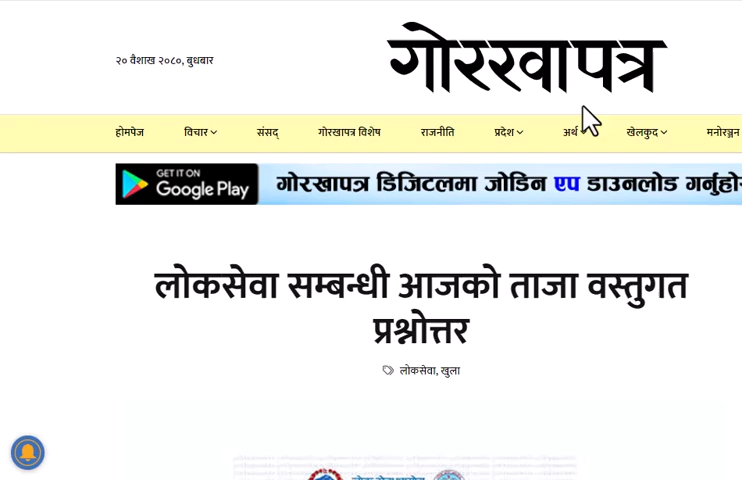 २० वैशाख २०८०, बुधबार
गोरखापत्र
होमपेज विचार संसद् गोरखापत्र विशेष राजनीति प्रदेश अर्थ खेलकुद मनोरञ्जन
GET IT ON
Google Play
गोरखापत्र डिजिटलमा जोडिन एप डाउनलोड गर्नुहो
लोकसेवा सम्बन्धी आजको ताजा वस्तुगत
प्रश्नोत्तर
लोकसेवा, खुला